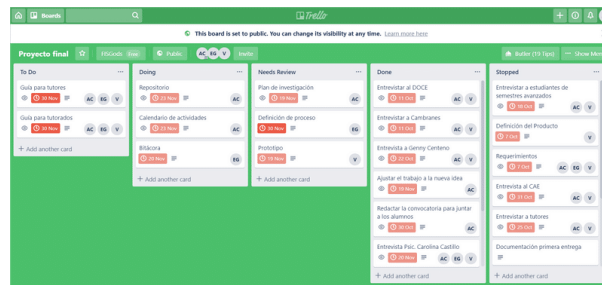 Boards
Trello
This board is set to public. You can change its visibility at any time. Learn more here
Proyecto final
Free
Public
AC EG V
Invite
Butler (15 Tips)
Show Men
To Do
Guía para tutores
30 Nov
AC EG V
Guía para tutorados
30 Nov
AC EG V
+ Add another card
Doing
Repositorio
23 Nov
AC
Calendario de actividades
23 Nov
AC
Bitácora
20 Nov
EG
+ Add another card
Needs Review
Plan de investigación
19 Nov
AC
Definición de proceso
30 Nov
EG
Prototipo
19 Nov
V
+ Add another card
Done
Entrevistar al DOCE
11 Oct
AC V
Entrevistar a Cambranes
11 Oct
AC V
Entrevista a Genny Centeno
22 Oct
AC V
Ajustar el trabajo a la nueva idea
19 Nov
AC
Redactar la convocatoria para juntar
a los alumnos
30 Oct
AC
Entrevista Psic. Carolina Castillo
20 Nov
AC EG V
+ Add another card
Stopped
Entrevistar a estudiantes de
semestres avanzados
16 Oct
AC V
Definición del Producto
7 Oct
V
Requerimientos
7 Oct
AC EG V
Entrevista al CAE
21 Oct
AC V
Entrevistar a tutores
25 Oct
AC V
Documentación primera entrega
+ Add another card